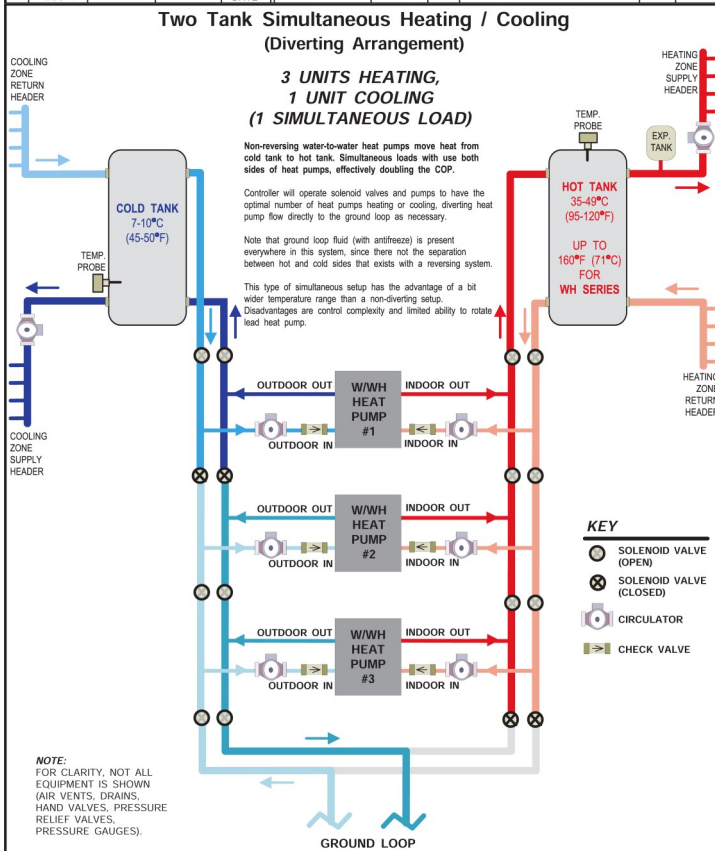 Two Tank Simultaneous Heating / Cooling
(Diverting Arrangement)
COOLING
ZONE
RETURN
HEADER
3 UNITS HEATING,
1 UNIT COOLING
(1 SIMULTANEOUS LOAD)
HEATING
ZONE
SUPPLY
HEADER
TEMP.
PROBE
EXP.
TANK
Non-reversing water-to-water heat pumps move heat from
cold tank to hot tank. Simultaneous loads with use both
sides of heat pumps, effectively doubling the COP.
Controller will operate solenoid valves and pumps to have the
optimal number of heat pumps heating or cooling, diverting heat
pump flow directly to the ground loop as necessary.
Note that ground loop fluid (with antifreeze) is present
everywhere in this system, since there not the separation
between hot and cold sides that exists with a reversing system.
This type of simultaneous setup has the advantage of a bit
wider temperature range than a non-diverting setup.
Disadvantages are control complexity and limited ability to rotate
lead heat pump.
COLD TANK
7-10°C
(45-50°F)
TEMP.
PROBE
HOT TANK
35-49°C
(95-120°F)
UP TO
160°F (71°C)
FOR
WH SERIES
COOLING
ZONE
SUPPLY
HEADER
HEATING
ZONE
RETURN
HEADER
OUTDOOR OUT
W/WH
HEAT
PUMP
#1
INDOOR OUT
OUTDOOR IN
INDOOR IN
OUTDOOR OUT
W/WH
HEAT
PUMP
#2
INDOOR OUT
OUTDOOR IN
INDOOR IN
OUTDOOR OUT
W/WH
HEAT
PUMP
#3
INDOOR OUT
OUTDOOR IN
INDOOR IN
KEY
SOLENOID VALVE
(OPEN)
SOLENOID VALVE
(CLOSED)
CIRCULATOR
CHECK VALVE
NOTE:
FOR CLARITY, NOT ALL
EQUIPMENT IS SHOWN
(AIR VENTS, DRAINS,
HAND VALVES, PRESSURE
RELIEF VALVES,
PRESSURE GAUGES).
GROUND LOOP